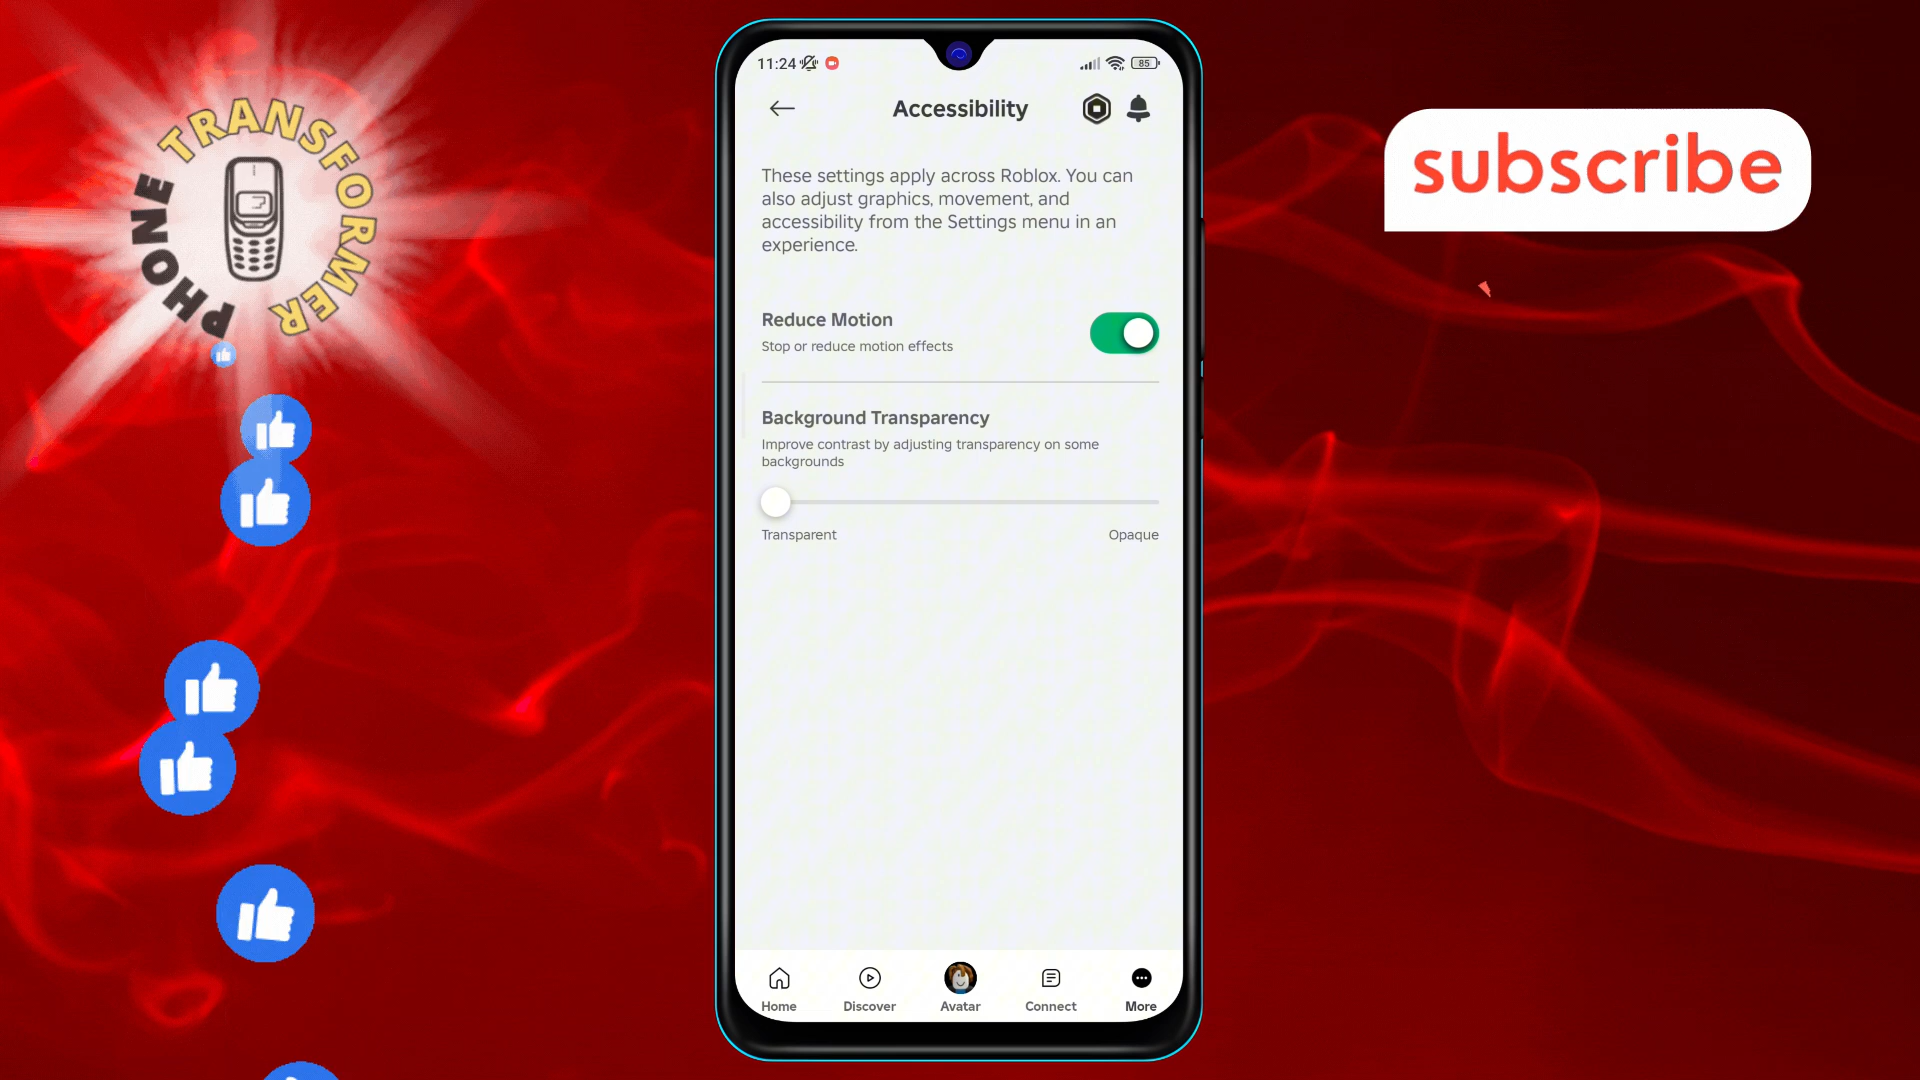 PHONE TRANSFORMER
subscribe
11:24
85
Accessibility
These settings apply across Roblox. You can
also adjust graphics, movement, and
accessibility from the Settings menu in an
experience.
Reduce Motion
Stop or reduce motion effects
Background Transparency
Improve contrast by adjusting transparency on some
backgrounds
Transparent
Opaque
Home
Discover
Avatar
Connect
More